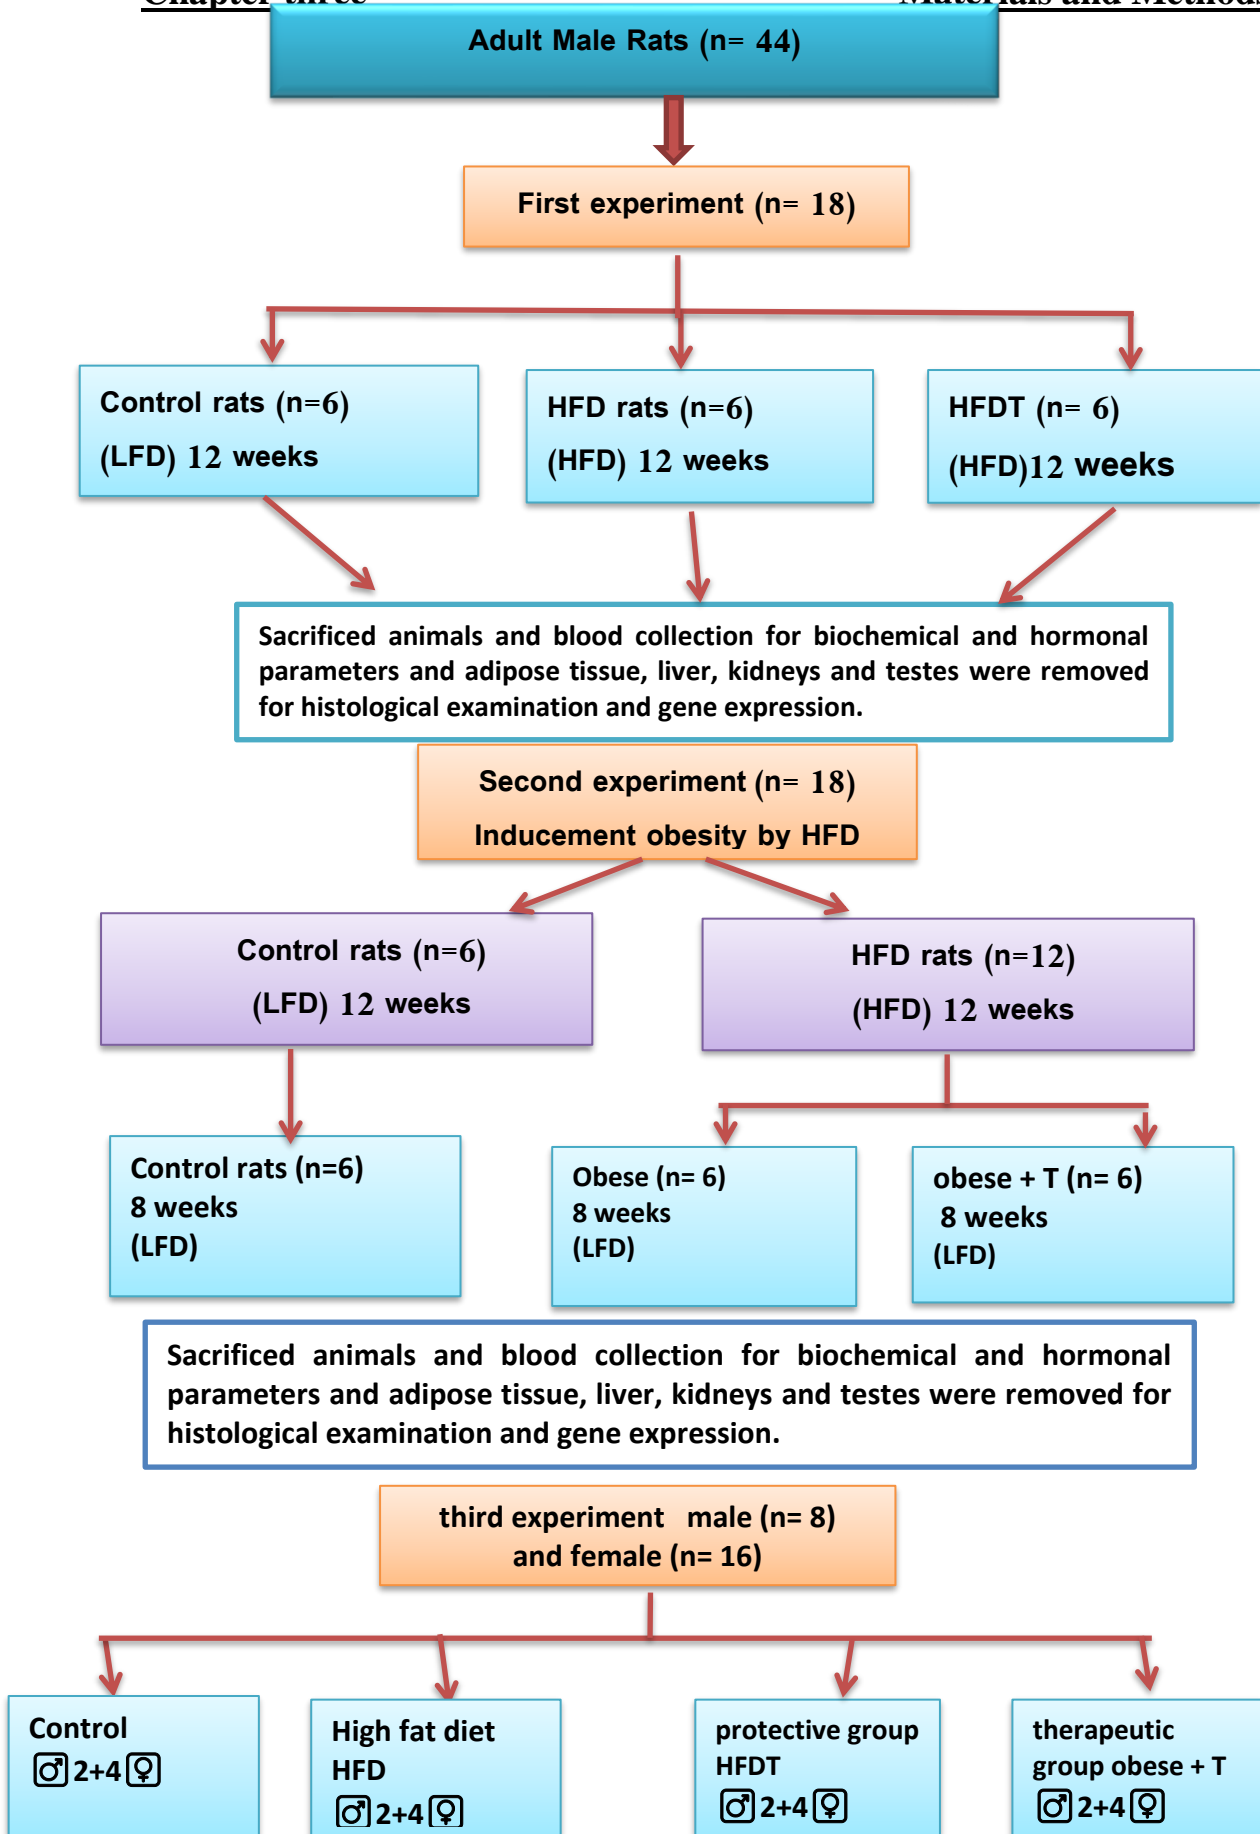 Chapter three Materials and Methods
Adult Male Rats (n= 44)
First experiment (n= 18)
Control rats (n=6)
(LFD) 12 weeks
HFD rats (n=6)
(HFD) 12 weeks
HFDT (n= 6)
(HFD)12 weeks
Sacrificed animals and blood collection for biochemical and hormonal
parameters and adipose tissue, liver, kidneys and testes were removed
for histological examination and gene expression.
Second experiment (n= 18)
Inducement obesity by HFD
Control rats (n=6)
(LFD) 12 weeks
HFD rats (n=12)
(HFD) 12 weeks
Control rats (n=6)
8 weeks
(LFD)
Obese (n= 6)
8 weeks
(LFD)
obese + T (n= 6)
8 weeks
(LFD)
Sacrificed animals and blood collection for biochemical and hormonal
parameters and adipose tissue, liver, kidneys and testes were removed for
histological examination and gene expression.
third experiment male (n= 8)
and female (n= 16)
Control
♂ 2+4 ♀
High fat diet
HFD
♂ 2+4 ♀
protective group
HFDT
♂ 2+4 ♀
therapeutic
group obese + T
♂ 2+4 ♀